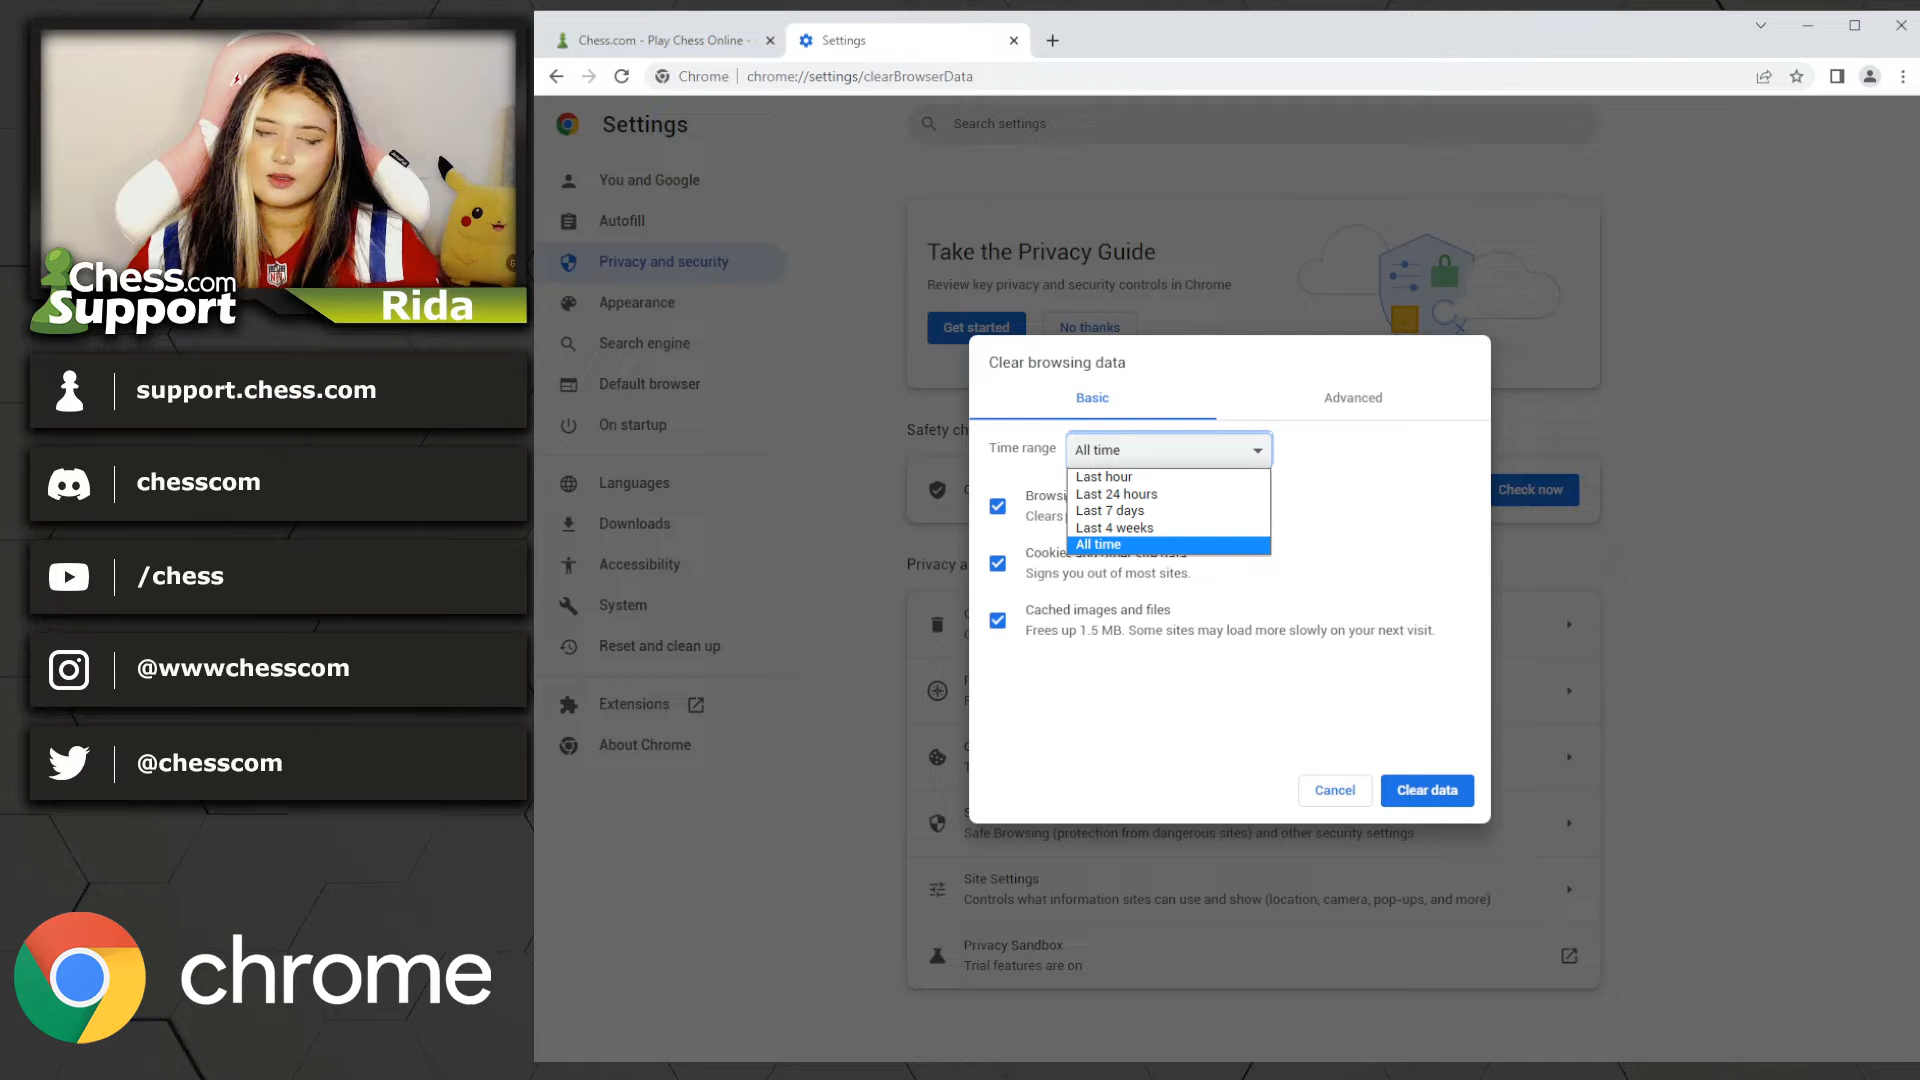 Chess.com
Support
Rida
support.chess.com
chesscom
/chess
@wwwchesscom
@chesscom
chrome
Chess.com - Play Chess Online -
Settings
Chrome
chrome://settings/clearBrowserData
Settings
Search settings
You and Google
Autofill
Privacy and security
Appearance
Search engine
Default browser
On startup
Languages
Downloads
Accessibility
System
Reset and clean up
Extensions
About Chrome
Take the Privacy Guide
Review key privacy and security controls in Chrome
Get started
No thanks
Safety ch
Check now
Privacy a
Clear browsing data
Basic
Advanced
Time range
All time
Last hour
Last 24 hours
Last 7 days
Last 4 weeks
All time
Browsi
Clears
Cookie
Signs you out of most sites.
Cached images and files
Frees up 1.5 MB. Some sites may load more slowly on your next visit.
Cancel
Clear data
Safe Browsing (protection from dangerous sites) and other security settings
Site Settings
Controls what information sites can use and show (location, camera, pop-ups, and more)
Privacy Sandbox
Trial features are on